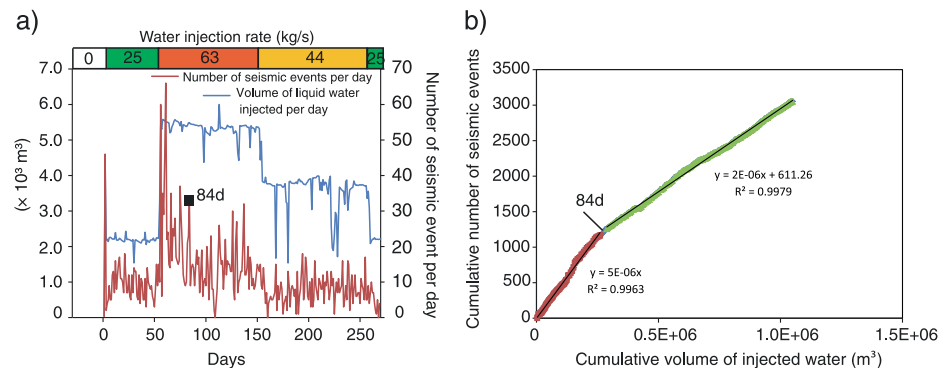 a)
Water injection rate (kg/s)
0 25 63 44 25
7.0
6.0
5.0
4.0
3.0
2.0
1.0
0.0
(× 10³ m³)
Number of seismic events per day
Volume of liquid water
injected per day
84d
70
60
50
40
30
20
10
0
Number of seismic event per day
0 50 100 150 200 250
Days
b)
3500
3000
2500
2000
1500
1000
500
0
Cumulative number of seismic events
y = 2E-06x + 611.26
R² = 0.9979
84d
y = 5E-06x
R² = 0.9963
0 0.5E+06 1.0E+06 1.5E+06
Cumulative volume of injected water (m³)